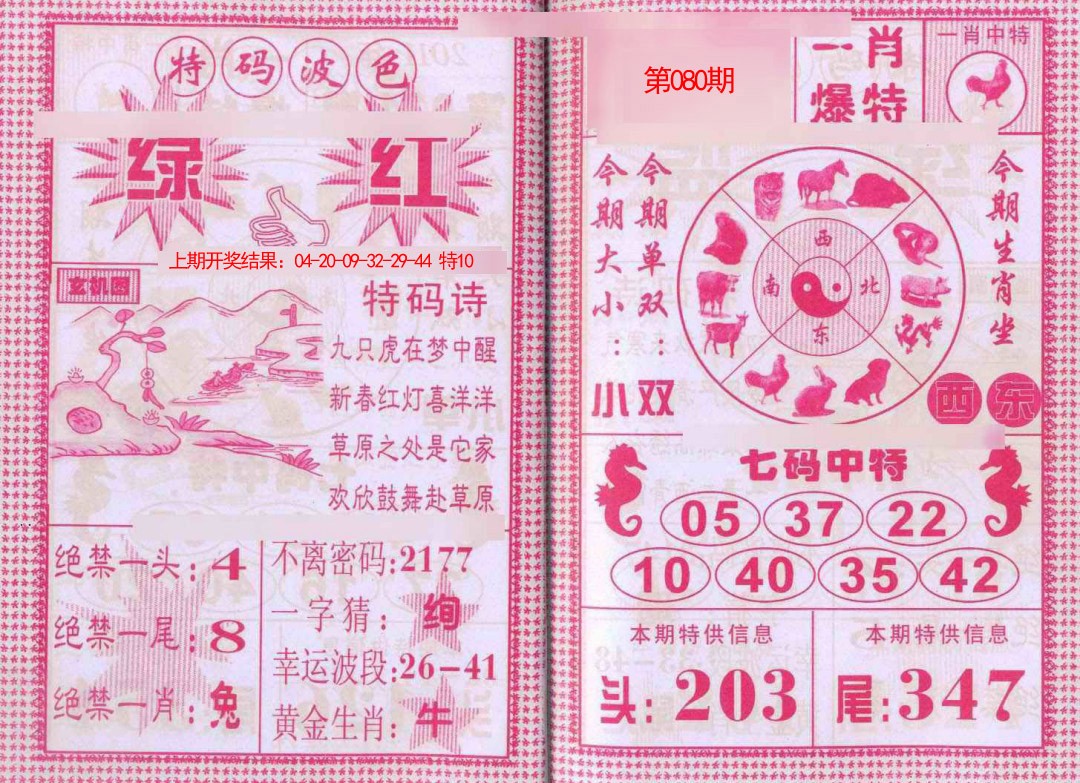 特码波色
绿 红
上期开奖结果：04-20-09-32-29-44 特10
玄机图
特码诗
九只虎在梦中醒
新春红灯喜洋洋
草原之处是它家
欢欣鼓舞赴草原
绝禁一头：4
绝禁一尾：8
绝禁一肖：兔
不离密码：2177
一字猜：绚
幸运波段：26-41
黄金生肖：牛
第080期
一肖
爆特
一肖中特
今期大小：小
今期单双：双
西
南 北
东
今期生肖坐
西 东
七码中特
05 37 22
10 40 35 42
本期特供信息
头：203
本期特供信息
尾：347